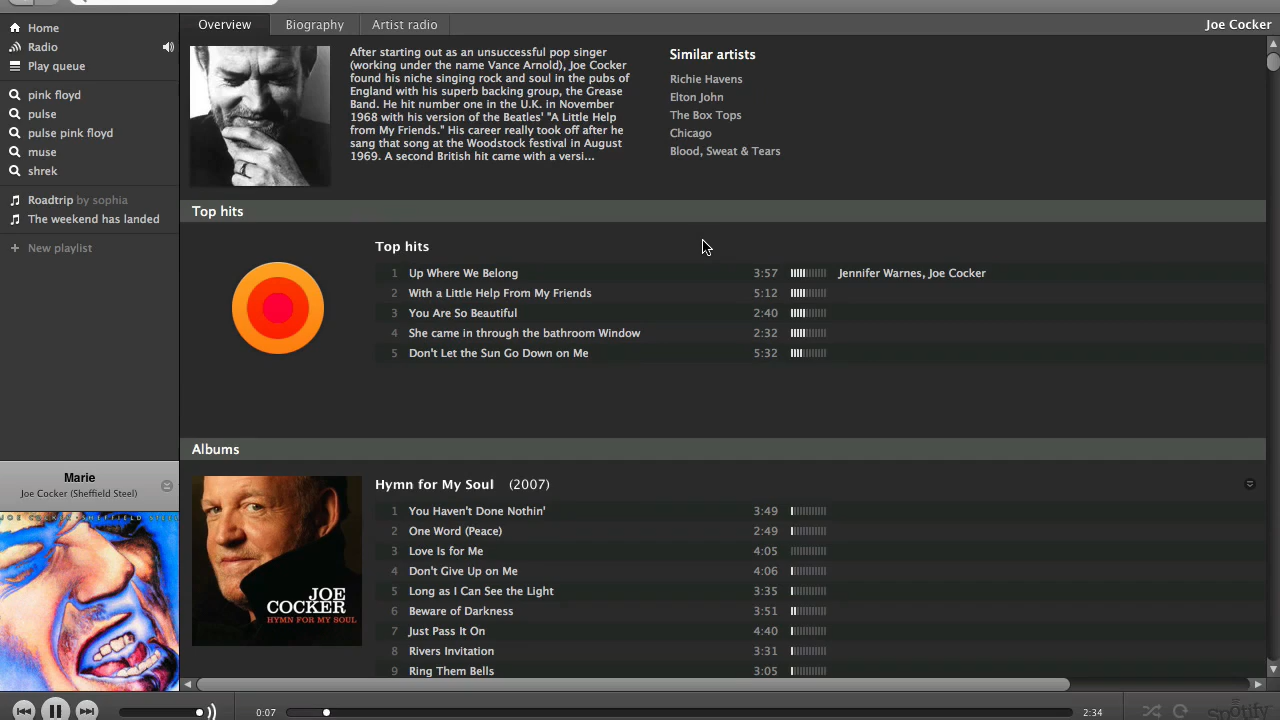 Overview
Biography
Artist radio
Joe Cocker
Home
Radio
Play queue
pink floyd
pulse
pulse pink floyd
muse
shrek
Roadtrip by sophia
The weekend has landed
New playlist
After starting out as an unsuccessful pop singer
(working under the name Vance Arnold), Joe Cocker
found his niche singing rock and soul in the pubs of
England with his superb backing group, the Grease
Band. He hit number one in the U.K. in November
1968 with his version of the Beatles' "A Little Help
from My Friends." His career really took off after he
sang that song at the Woodstock festival in August
1969. A second British hit came with a versi...
Similar artists
Richie Havens
Elton John
The Box Tops
Chicago
Blood, Sweat & Tears
Top hits
Top hits
1 Up Where We Belong 3:57 Jennifer Warnes, Joe Cocker
2 With a Little Help From My Friends 5:12
3 You Are So Beautiful 2:40
4 She came in through the bathroom Window 2:32
5 Don't Let the Sun Go Down on Me 5:32
Albums
Hymn for My Soul (2007)
1 You Haven't Done Nothin' 3:49
2 One Word (Peace) 2:49
3 Love Is for Me 4:05
4 Don't Give Up on Me 4:06
5 Long as I Can See the Light 3:35
6 Beware of Darkness 3:51
7 Just Pass It On 4:40
8 Rivers Invitation 3:31
9 Ring Them Bells 3:05
JOE
COCKER
HYMN FOR MY SOUL
Marie
Joe Cocker (Sheffield Steel)
JOE COCKER SHEFFIELD STEEL
0:07
2:34
Spotify